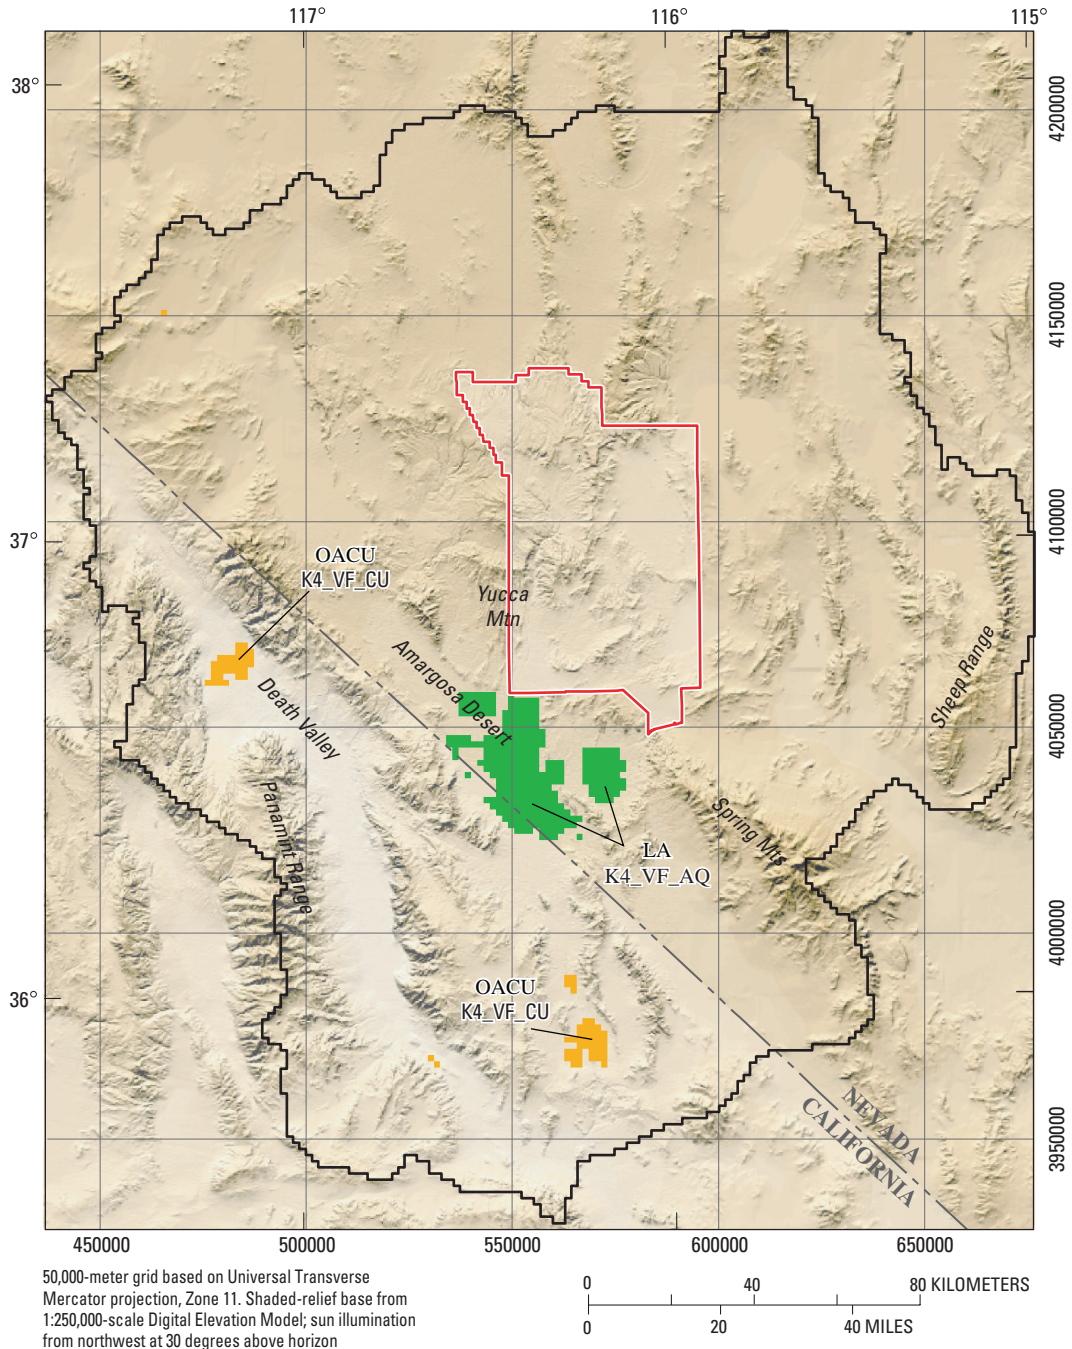 117°
116°
115°
38°
4200000
4150000
37°
4100000
OACU
K4_VF_CU
Yucca
Mtn
Amargosa Desert
Sheep Range
Death Valley
4050000
Panamint Range
Spring Mts
LA
K4_VF_AQ
36°
4000000
OACU
K4_VF_CU
NEVADA
CALIFORNIA
3950000
450000
500000
550000
600000
650000
50,000-meter grid based on Universal Transverse
Mercator projection, Zone 11. Shaded-relief base from
1:250,000-scale Digital Elevation Model; sun illumination
from northwest at 30 degrees above horizon
0
40
80 KILOMETERS
0
20
40 MILES